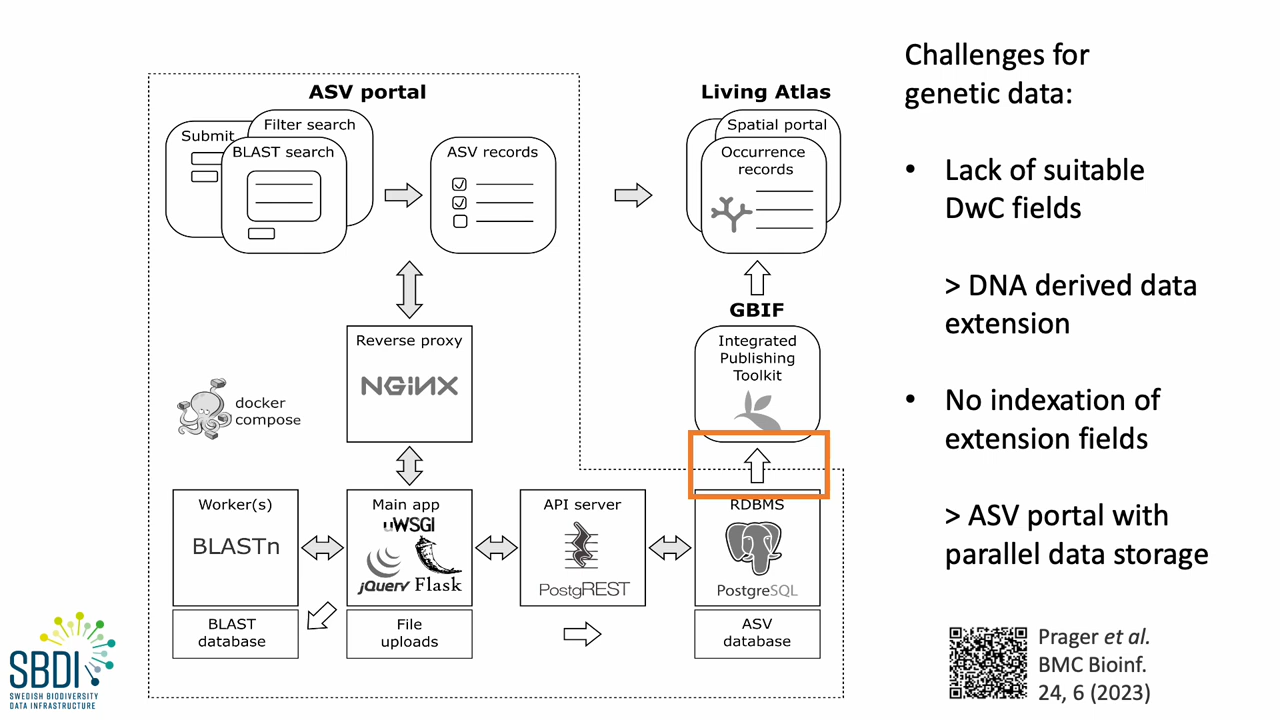 ASV portal
Submit
Filter search
BLAST search
ASV records
Living Atlas
Spatial portal
Occurrence
records
GBIF
Integrated
Publishing
Toolkit
Reverse proxy
NGiNX
docker
compose
Worker(s)
BLASTn
BLAST
database
Main app
uWSGI
jQuery
Flask
File
uploads
API server
PostgREST
RDBMS
PostgreSQL
ASV
database
Challenges for
genetic data:
• Lack of suitable
DwC fields
> DNA derived data
extension
• No indexation of
extension fields
> ASV portal with
parallel data storage
Prager et al.
BMC Bioinf.
24, 6 (2023)
SBDI
SWEDISH BIODIVERSITY
DATA INFRASTRUCTURE